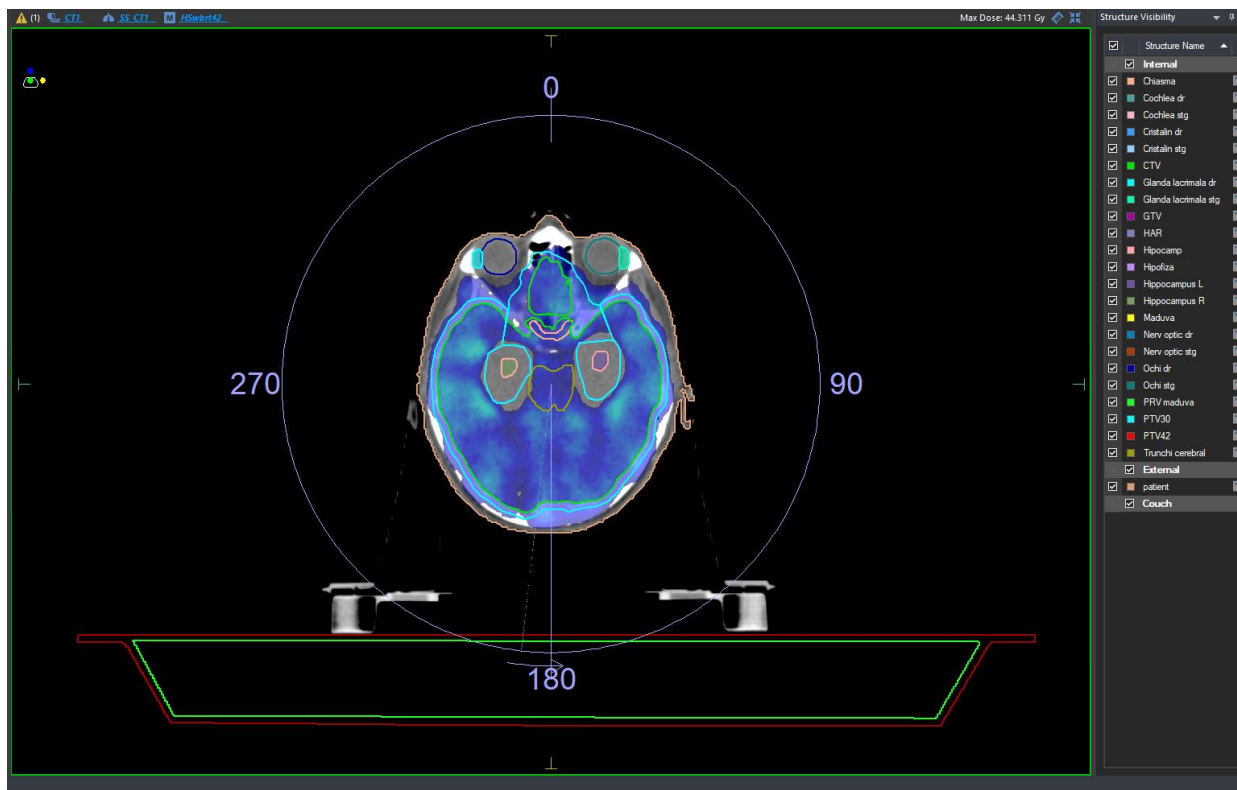 (1) CT1 SS_CT1 M HSwbrt42 Max Dose: 44.311 Gy Structure Visibility
Structure Name
Internal
Chiasma
Cochlea dr
Cochlea stg
Cristalin dr
Cristalin stg
CTV
Glanda lacrimala dr
Glanda lacrimala stg
GTV
HAR
Hipocamp
Hipofiza
Hippocampus L
Hippocampus R
Maduva
Nerv optic dr
Nerv optic stg
Ochi dr
Ochi stg
PRV maduva
PTV30
PTV42
Trunchi cerebral
External
patient
Couch
0
270
90
180